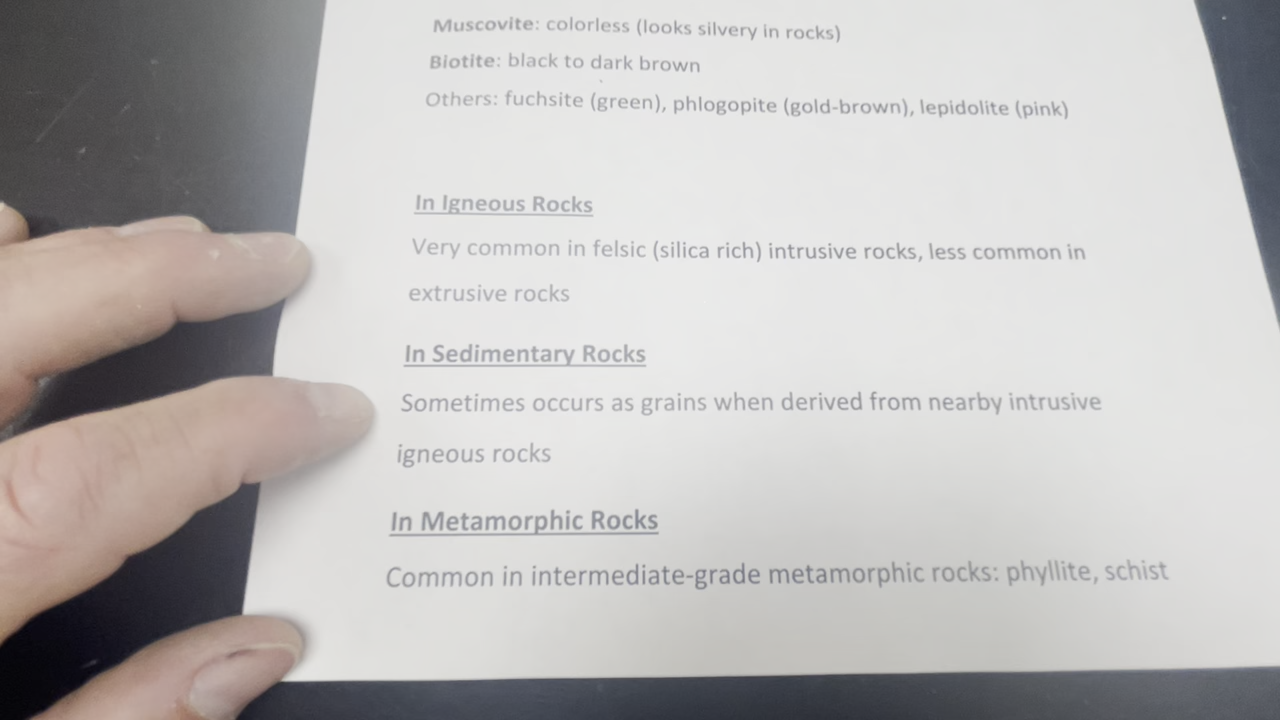 Muscovite: colorless (looks silvery in rocks)
Biotite: black to dark brown
Others: fuchsite (green), phlogopite (gold-brown), lepidolite (pink)
In Igneous Rocks
Very common in felsic (silica rich) intrusive rocks, less common in
extrusive rocks
In Sedimentary Rocks
Sometimes occurs as grains when derived from nearby intrusive
igneous rocks
In Metamorphic Rocks
Common in intermediate-grade metamorphic rocks: phyllite, schist